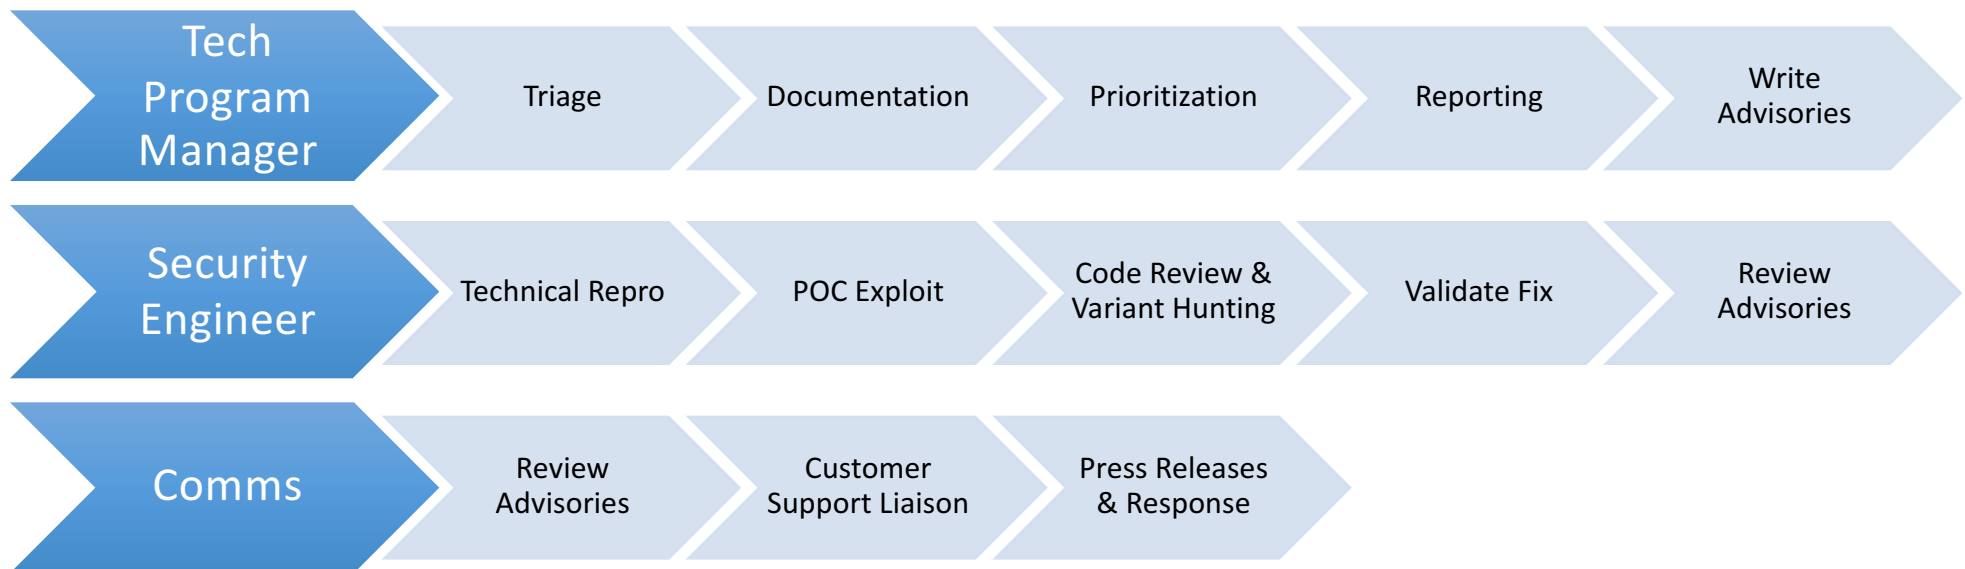 Tech
Program
Manager
Triage
Documentation
Prioritization
Reporting
Write
Advisories
Security
Engineer
Technical Repro
POC Exploit
Code Review &
Variant Hunting
Validate Fix
Review
Advisories
Comms
Review
Advisories
Customer
Support Liaison
Press Releases
& Response